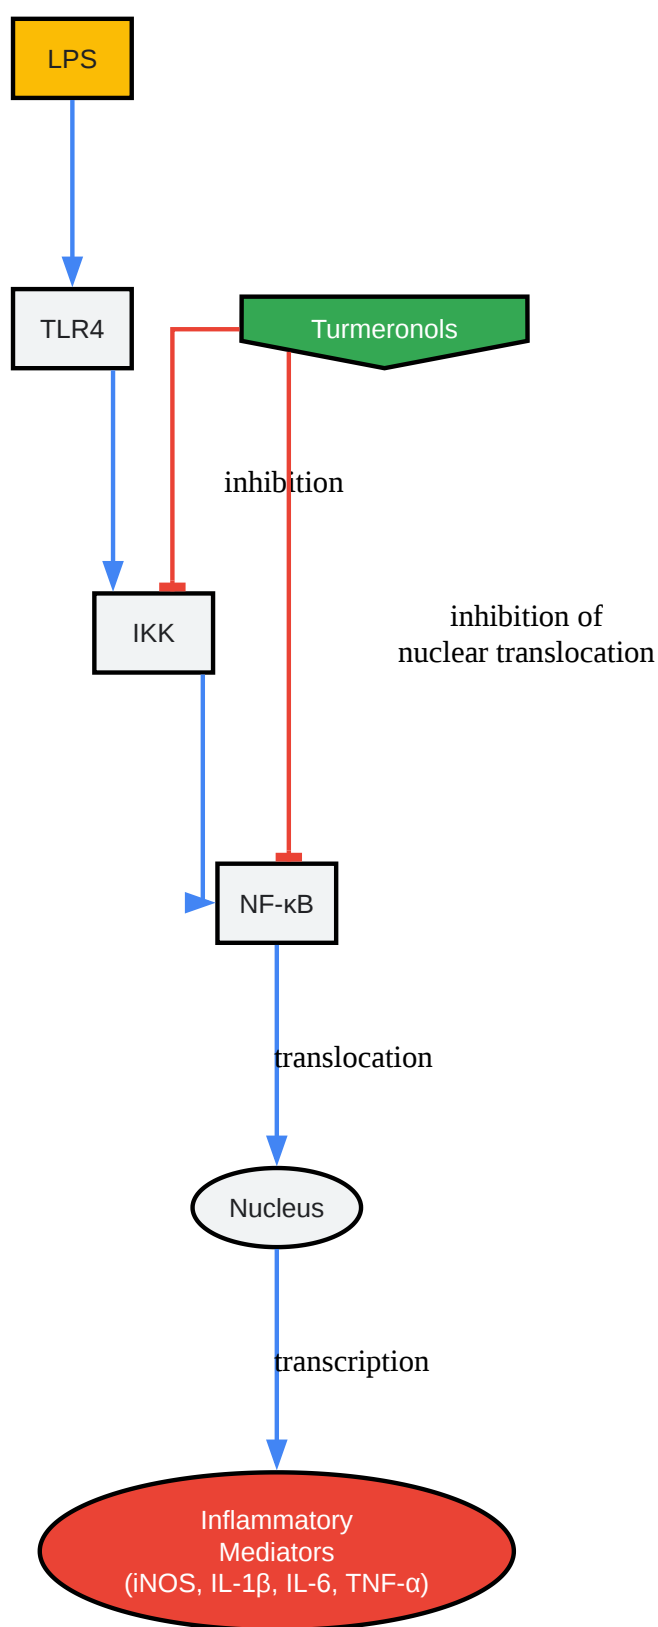 LPS
TLR4
Turmeronols
inhibition
inhibition of
nuclear translocation
IKK
NF-κB
translocation
Nucleus
transcription
Inflammatory
Mediators
(iNOS, IL-1β, IL-6, TNF-α)